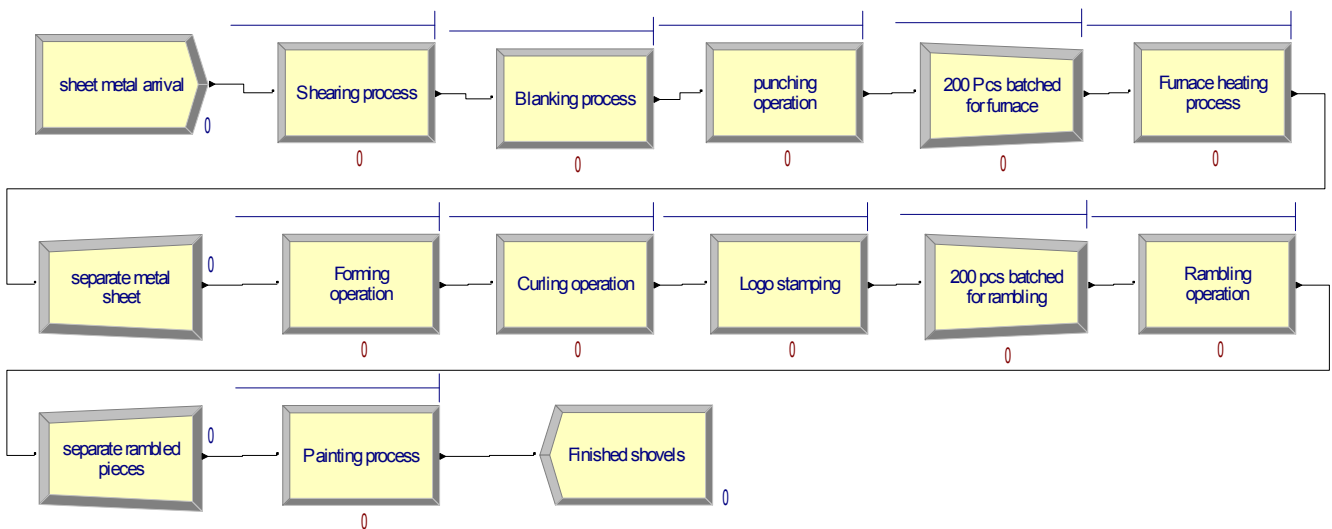 sheet metal arrival
0
Shearing process
0
Blanking process
0
punching
operation
0
200 Pcs batched
for furnace
0
Furnace heating
process
0
separate metal
sheet
0
Forming
operation
0
Curling operation
0
Logo stamping
0
200 pcs batched
for rambling
0
Rambling
operation
0
separate rambled
pieces
0
Painting process
0
Finished shovels
0